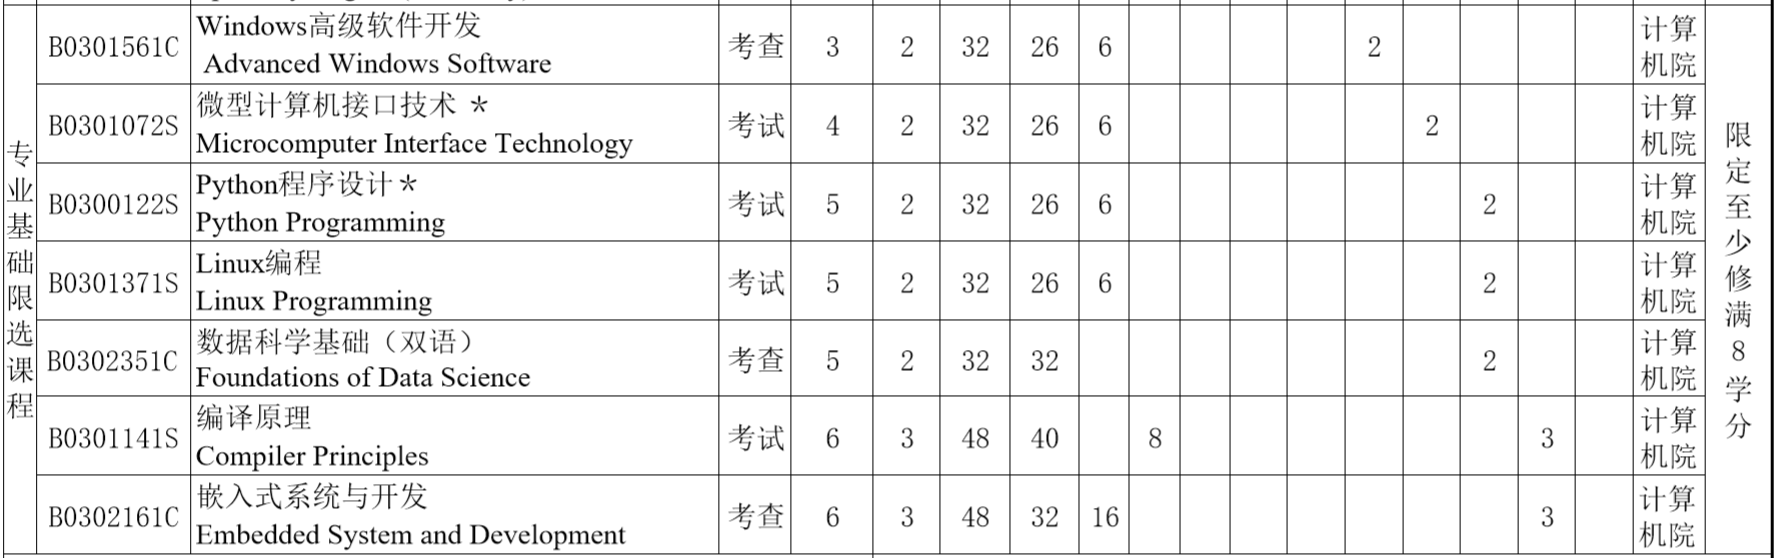 专业基础限选课程
B0301561C Windows高级软件开发 考查 3 2 32 26 6 2 计算
Advanced Windows Software 机院
B0301072S 微型计算机接口技术 * 考试 4 2 32 26 6 2 计算
Microcomputer Interface Technology 机院
B0300122S Python程序设计* 考试 5 2 32 26 6 2 计算
Python Programming 机院
B0301371S Linux编程 考试 5 2 32 26 6 2 计算
Linux Programming 机院
B0302351C 数据科学基础（双语） 考查 5 2 32 32 2 计算
Foundations of Data Science 机院
B0301141S 编译原理 考试 6 3 48 40 8 3 计算
Compiler Principles 机院
B0302161C 嵌入式系统与开发 考查 6 3 48 32 16 3 计算
Embedded System and Development 机院
限定至少修满8学分